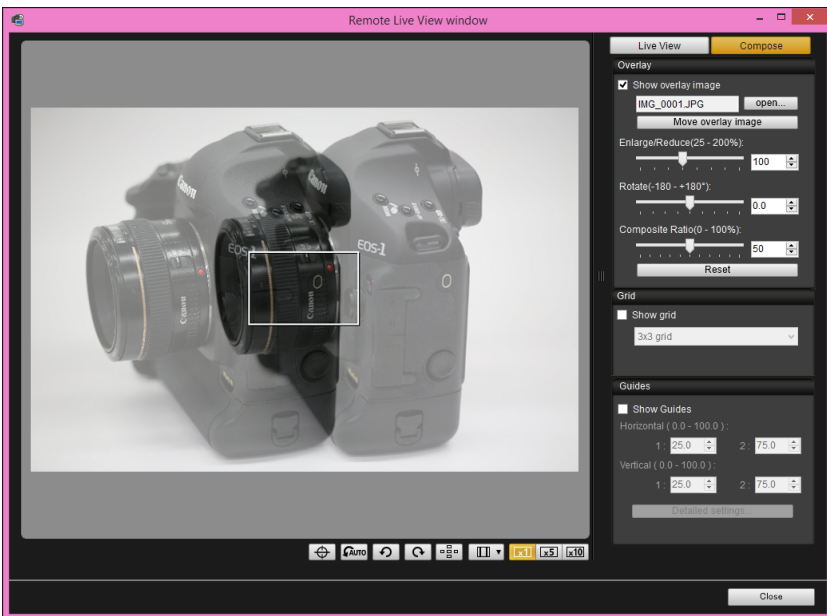 Remote Live View window
Live View
Compose
Overlay
Show overlay image
IMG_0001.JPG
open...
Move overlay image
Enlarge/Reduce(25 - 200%):
100
Rotate(-180 - +180°):
0.0
Composite Ratio(0 - 100%):
50
Reset
Grid
Show grid
3x3 grid
Guides
Show Guides
Horizontal ( 0.0 - 100.0 ) :
1 : 25.0 2 : 75.0
Vertical ( 0.0 - 100.0 ) :
1 : 25.0 2 : 75.0
Detailed settings...
Canon
Canon
EOS-1
EOS-1
Canon
Canon
AUTO
x1 x5 x10
Close